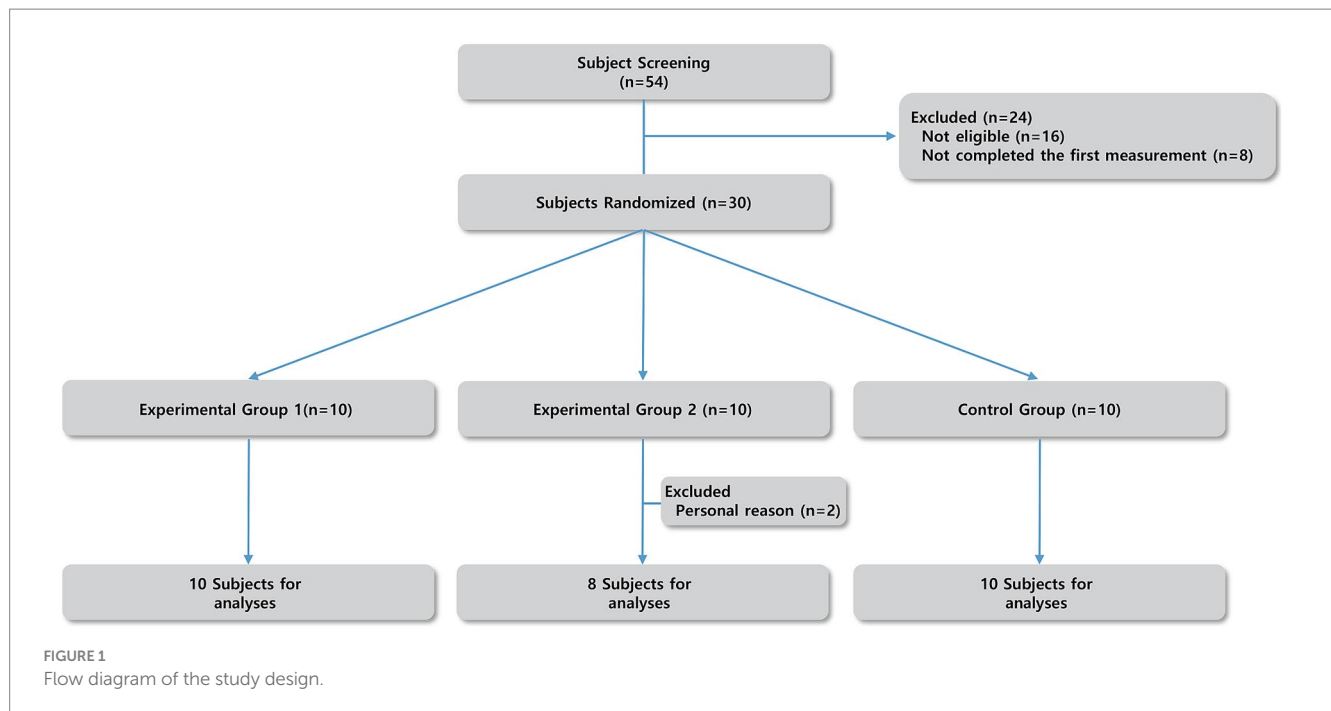 Subject Screening
(n=54)
Excluded (n=24)
Not eligible (n=16)
Not completed the first measurement (n=8)
Subjects Randomized (n=30)
Experimental Group 1(n=10)
Experimental Group 2 (n=10)
Control Group (n=10)
Excluded
Personal reason (n=2)
10 Subjects for
analyses
8 Subjects for
analyses
10 Subjects for
analyses
FIGURE 1
Flow diagram of the study design.